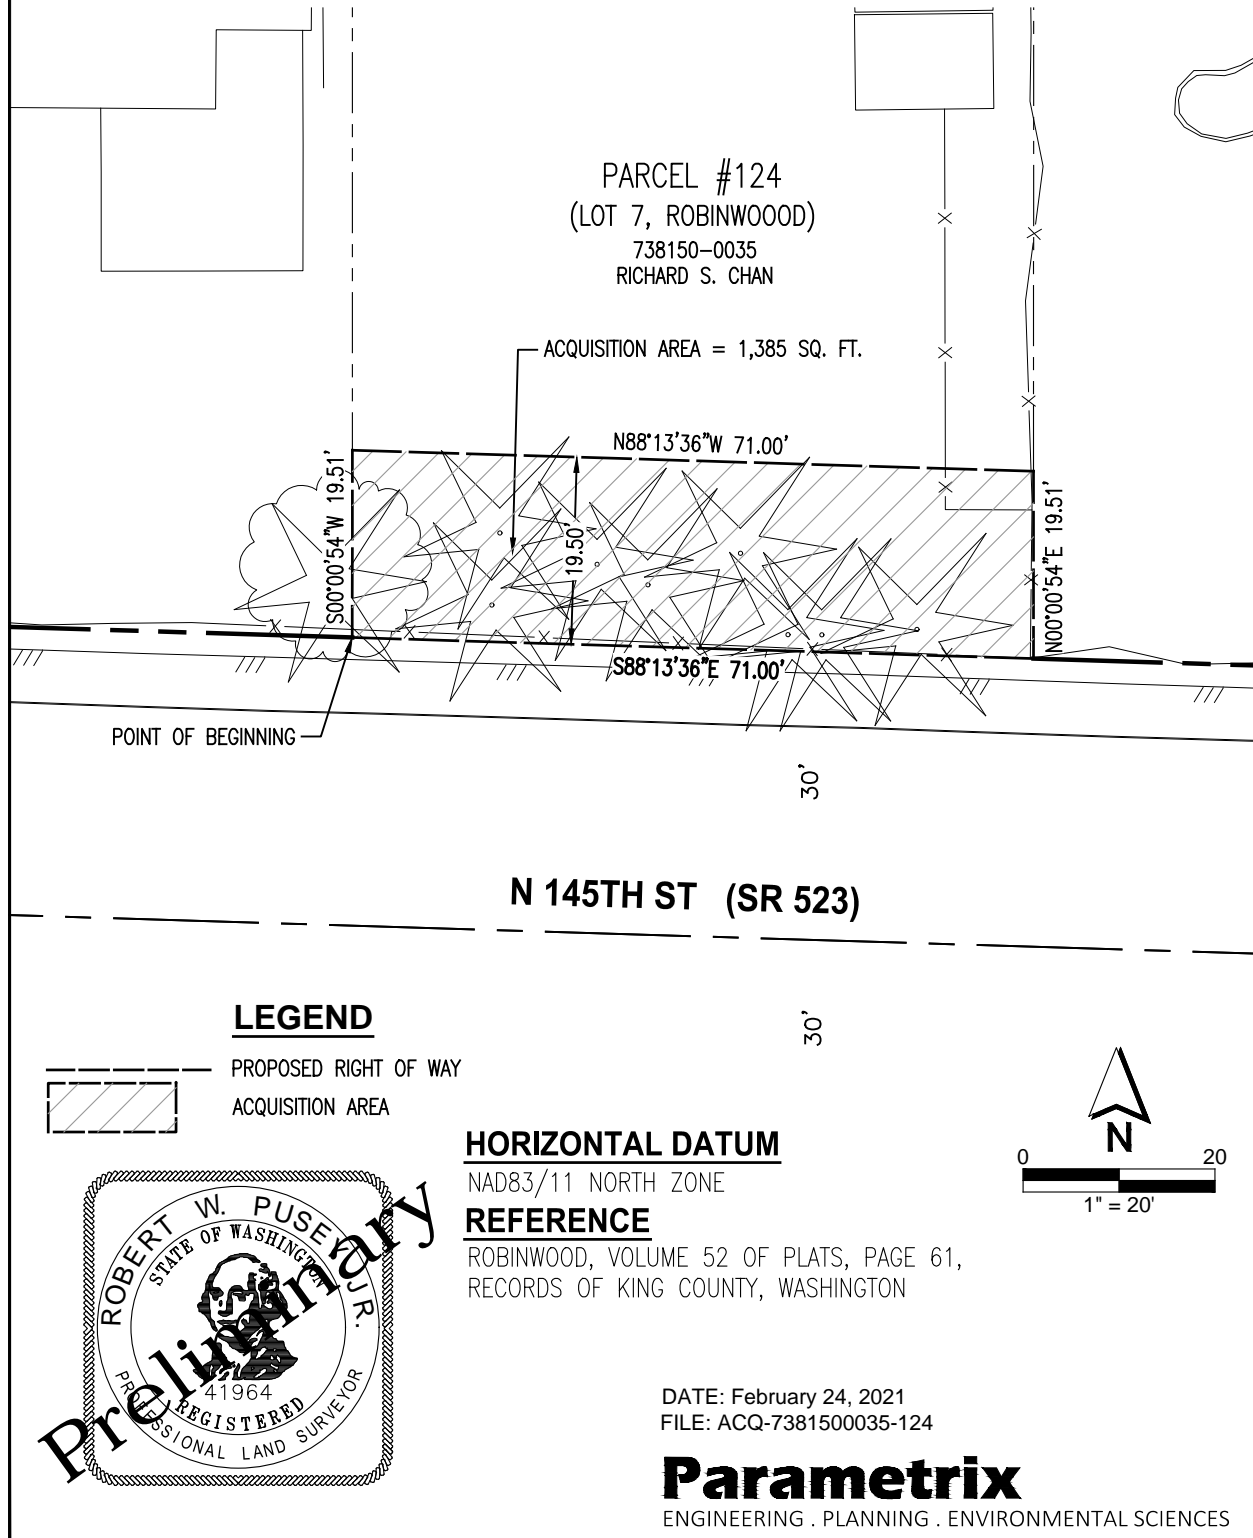 PARCEL #124
(LOT 7, ROBINWOOOD)
738150-0035
RICHARD S. CHAN
ACQUISITION AREA = 1,385 SQ. FT.
N88°13'36"W 71.00'
S00°00'54"W 19.51'
19.50'
N00°00'54"E 19.51'
S88°13'36"E 71.00'
POINT OF BEGINNING
30'
N 145TH ST (SR 523)
30'
LEGEND
PROPOSED RIGHT OF WAY
ACQUISITION AREA
N
0 20
1" = 20'
HORIZONTAL DATUM
NAD83/11 NORTH ZONE
REFERENCE
ROBINWOOD, VOLUME 52 OF PLATS, PAGE 61,
RECORDS OF KING COUNTY, WASHINGTON
ROBERT W. PUSEY JR.
STATE OF WASHINGTON
41964
REGISTERED
PROFESSIONAL LAND SURVEYOR
Preliminary
DATE: February 24, 2021
FILE: ACQ-7381500035-124
Parametrix
ENGINEERING . PLANNING . ENVIRONMENTAL SCIENCES